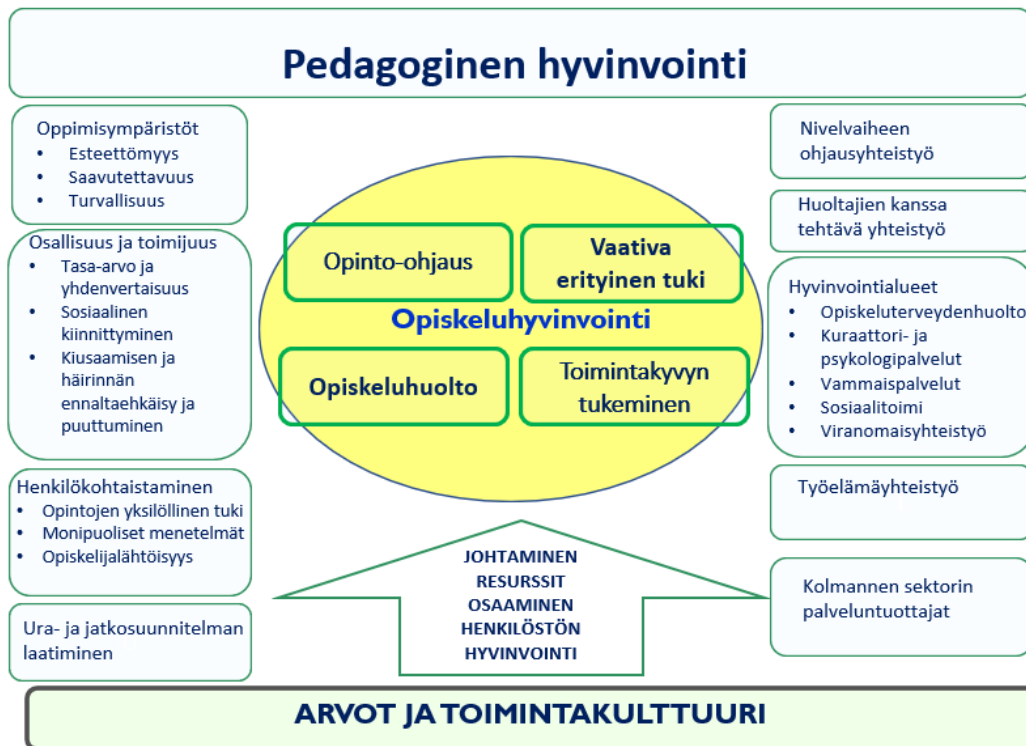 Pedagoginen hyvinvointi
Oppimisympäristöt
• Esteettömyys
• Saavutettavuus
• Turvallisuus
Osallisuus ja toimijuus
• Tasa-arvo ja
yhdenvertaisuus
• Sosiaalinen
kiinnittyminen
• Kiusaamisen ja
häirinnän
ennaltaehkäisy ja
puuttuminen
Henkilökohtaistaminen
• Opintojen yksilöllinen tuki
• Monipuoliset menetelmät
• Opiskelijalähtöisyys
Ura- ja jatkosuunnitelman
laatiminen
Opinto-ohjaus
Vaativa
erityinen tuki
Opiskeluhyvinvointi
Opiskeluhuolto
Toimintakyvyn
tukeminen
JOHTAMINEN
RESURSSIT
OSAAMINEN
HENKILÖSTÖN
HYVINVOINTI
Nivelvaiheen
ohjausyhteistyö
Huoltajien kanssa
tehtävä yhteistyö
Hyvinvointialueet
• Opiskeluterveydenhuolto
• Kuraattori- ja
psykologipalvelut
• Vammaispalvelut
• Sosiaalitoimi
• Viranomaisyhteistyö
Työelämäyhteistyö
Kolmannen sektorin
palveluntuottajat
ARVOT JA TOIMINTAKULTTUURI